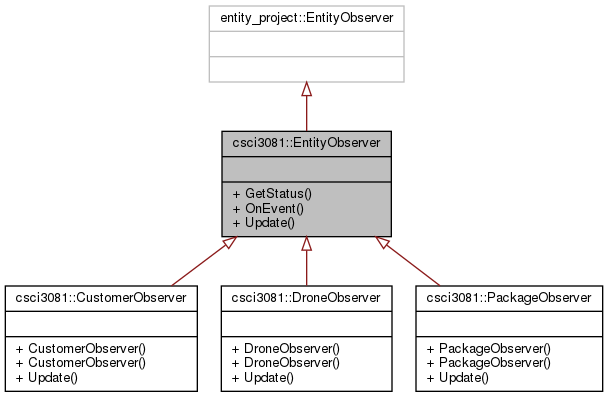 entity_project::EntityObserver
csci3081::EntityObserver
+ GetStatus()
+ OnEvent()
+ Update()
csci3081::CustomerObserver
+ CustomerObserver()
+ CustomerObserver()
+ Update()
csci3081::DroneObserver
+ DroneObserver()
+ DroneObserver()
+ Update()
csci3081::PackageObserver
+ PackageObserver()
+ PackageObserver()
+ Update()